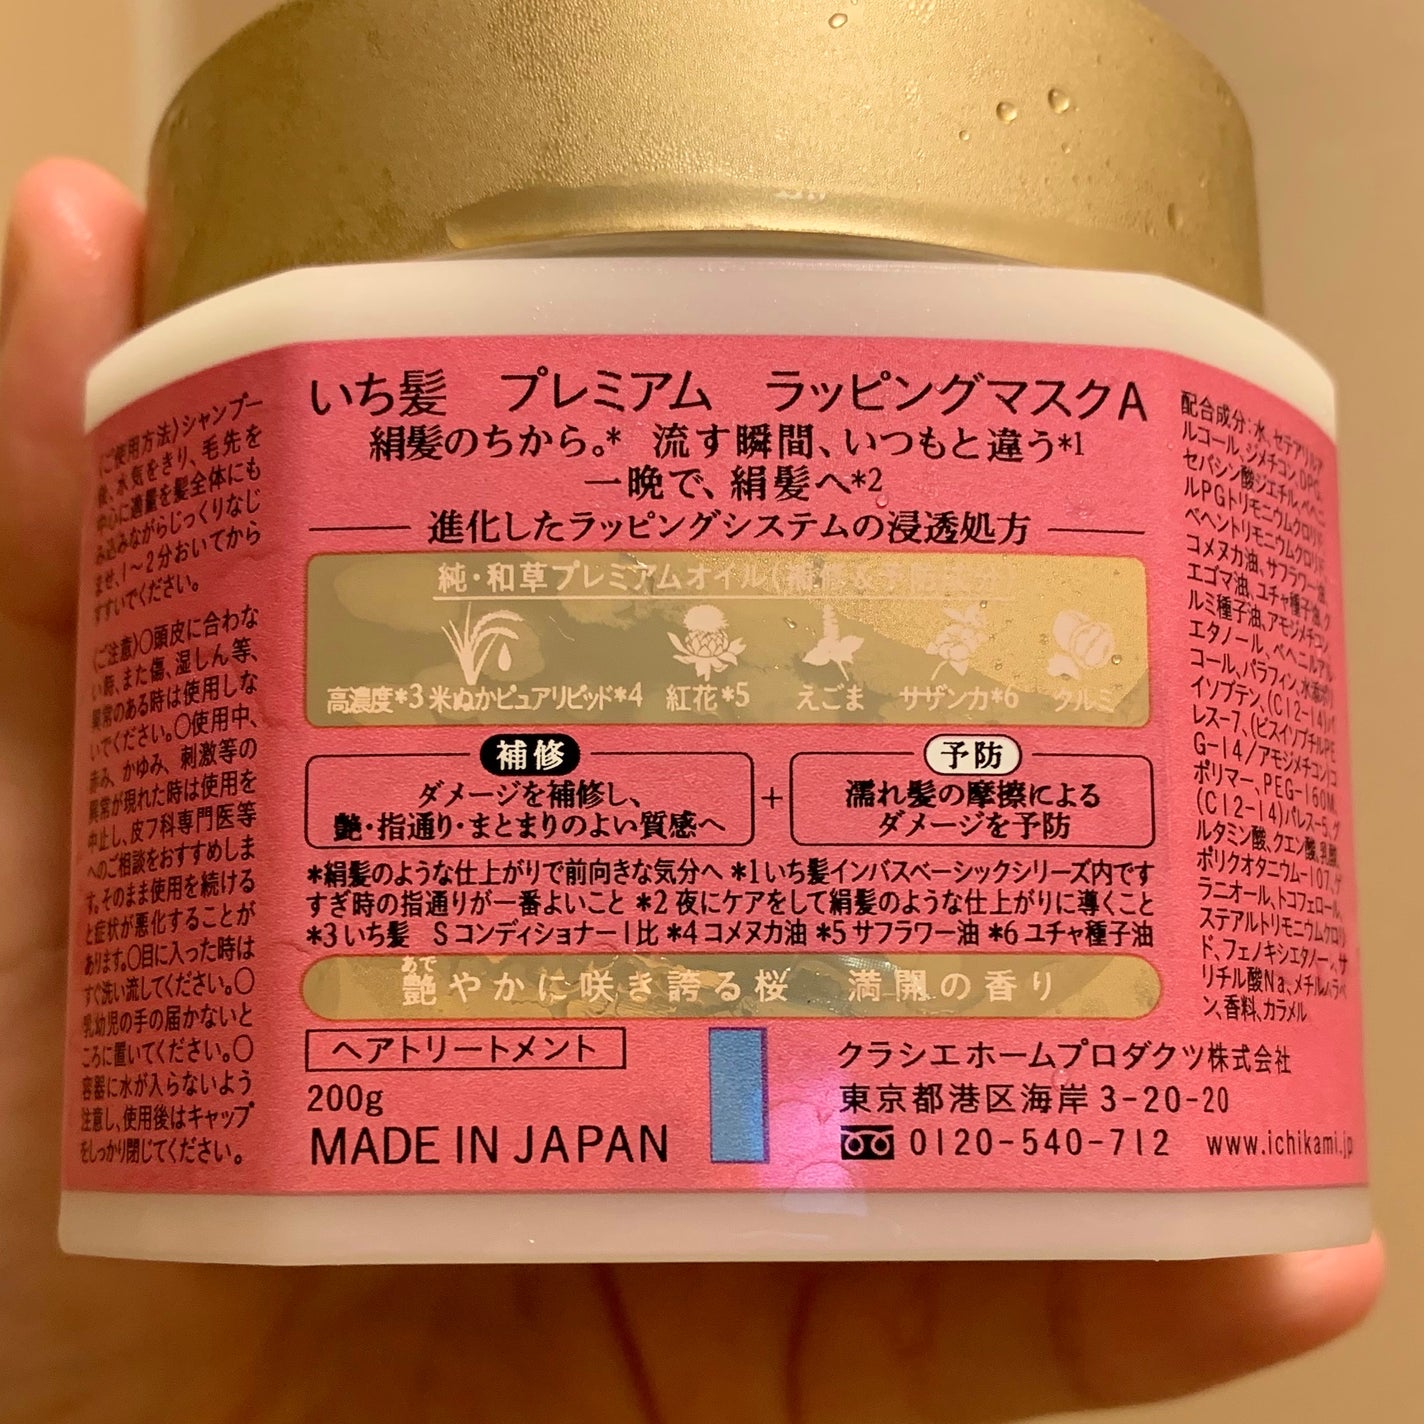 いち髪 プレミアム ラッピングマスクA
絹髪のちから。* 流す瞬間、いつもと違う*1
一晩で、絹髪へ*2
進化したラッピングシステムの浸透処方
純・和草プレミアムオイル(補修&予防
高濃度*3米ぬかピュアリピッド*4 紅花*5 えごま サザンカ*6 クルミ
補修
ダメージを補修し、
艶・指通り・まとまりのよい質感へ
+
予防
濡れ髪の摩擦による
ダメージを予防
*絹髪のような仕上がりで前向きな気分へ *1いち髪インバスベーシックシリーズ内です
すぎ時の指通りが一番よいこと *2 夜にケアをして絹髪のような仕上がりに導くこと
*3いち髪 Sコンディショナー1比 *4コメヌカ油 *5サフラワー油 *6ユチャ種子油
あで
艶やかに咲き誇る桜 満開の香り
ヘアトリートメント
200g
MADE IN JAPAN
クラシエホームプロダクツ株式会社
東京都港区海岸3-20-20
0120-540-712 www.ichikami.jp
〈ご使用方法〉シャンプー
後、水気をきり、毛先を
中心に適量を髪全体にも
み込みながらじっくりなじ
ませ、1〜2分おいてから
すすいでください。
〈ご注意〉○頭皮に合わな
い時、また傷、湿しん等、
異常のある時は使用しな
いでください。○使用中、
赤み、かゆみ、刺激等の
異常が現れた時は使用を
中止し、皮フ科専門医等
へのご相談をおすすめしま
す。そのまま使用を続ける
と症状が悪化することが
あります。○目に入った時は
すぐ洗い流してください。○
乳幼児の手の届かないと
ころに置いてください。○
容器に水が入らないよう
注意し、使用後はキャップ
をしっかり閉じてください。
配合成分:水、セテアリルア
ルコール、ジメチコン、DPG、
セバシン酸ジエチル、ベヘニ
ルPGトリモニウムクロリド、
ベヘントリモニウムクロリド、
コメヌカ油、サフラワー油、
エゴマ油、ユチャ種子油、ク
ルミ種子油、アモジメチコン、
エタノール、ベヘニルアル
コール、パラフィン、水添ポリ
イソブテン、(C12-14)パ
レス-7、(ビスイソブチルPE
G-14/アモジメチコン)コ
ポリマー、PEG-160M、
(C12-14)パレス-5、グ
ルタミン酸、クエン酸、乳酸、
ポリクオタニウム-107、ゲ
ラニオール、トコフェロール、
ステアルトリモニウムクロリ
ド、フェノキシエタノール、サ
リチル酸Na、メチルパラベ
ン、香料、カラメル